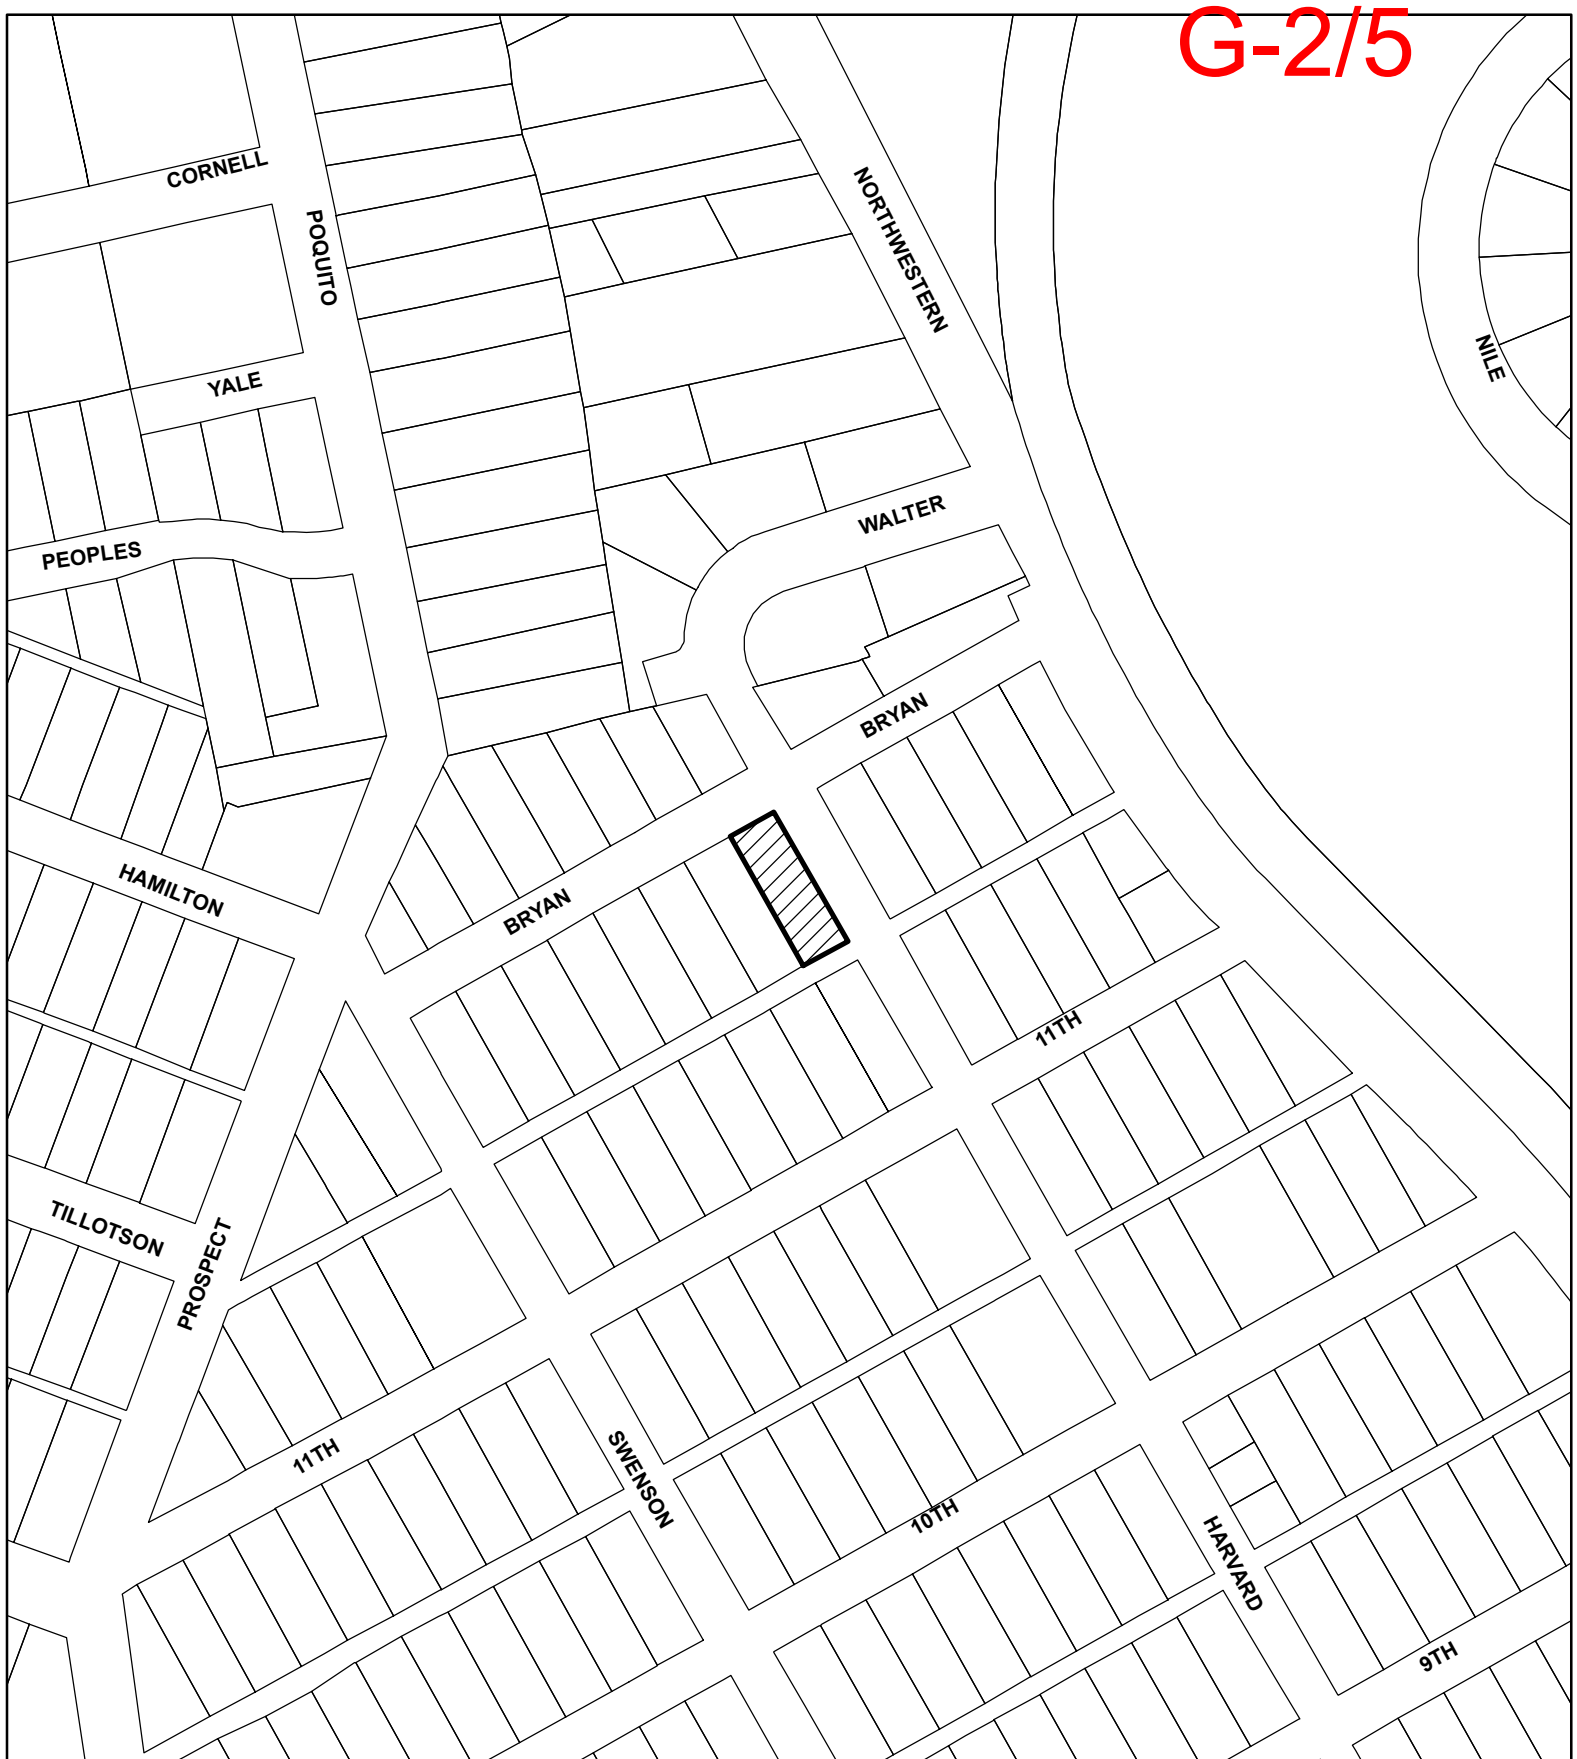 G-2/5
CORNELL
POQUITO
NORTHWESTERN
NILE
YALE
WALTER
PEOPLES
BRYAN
HAMILTON
BRYAN
11TH
TILLOTSON
PROSPECT
11TH
SWENSON
10TH
HARVARD
9TH